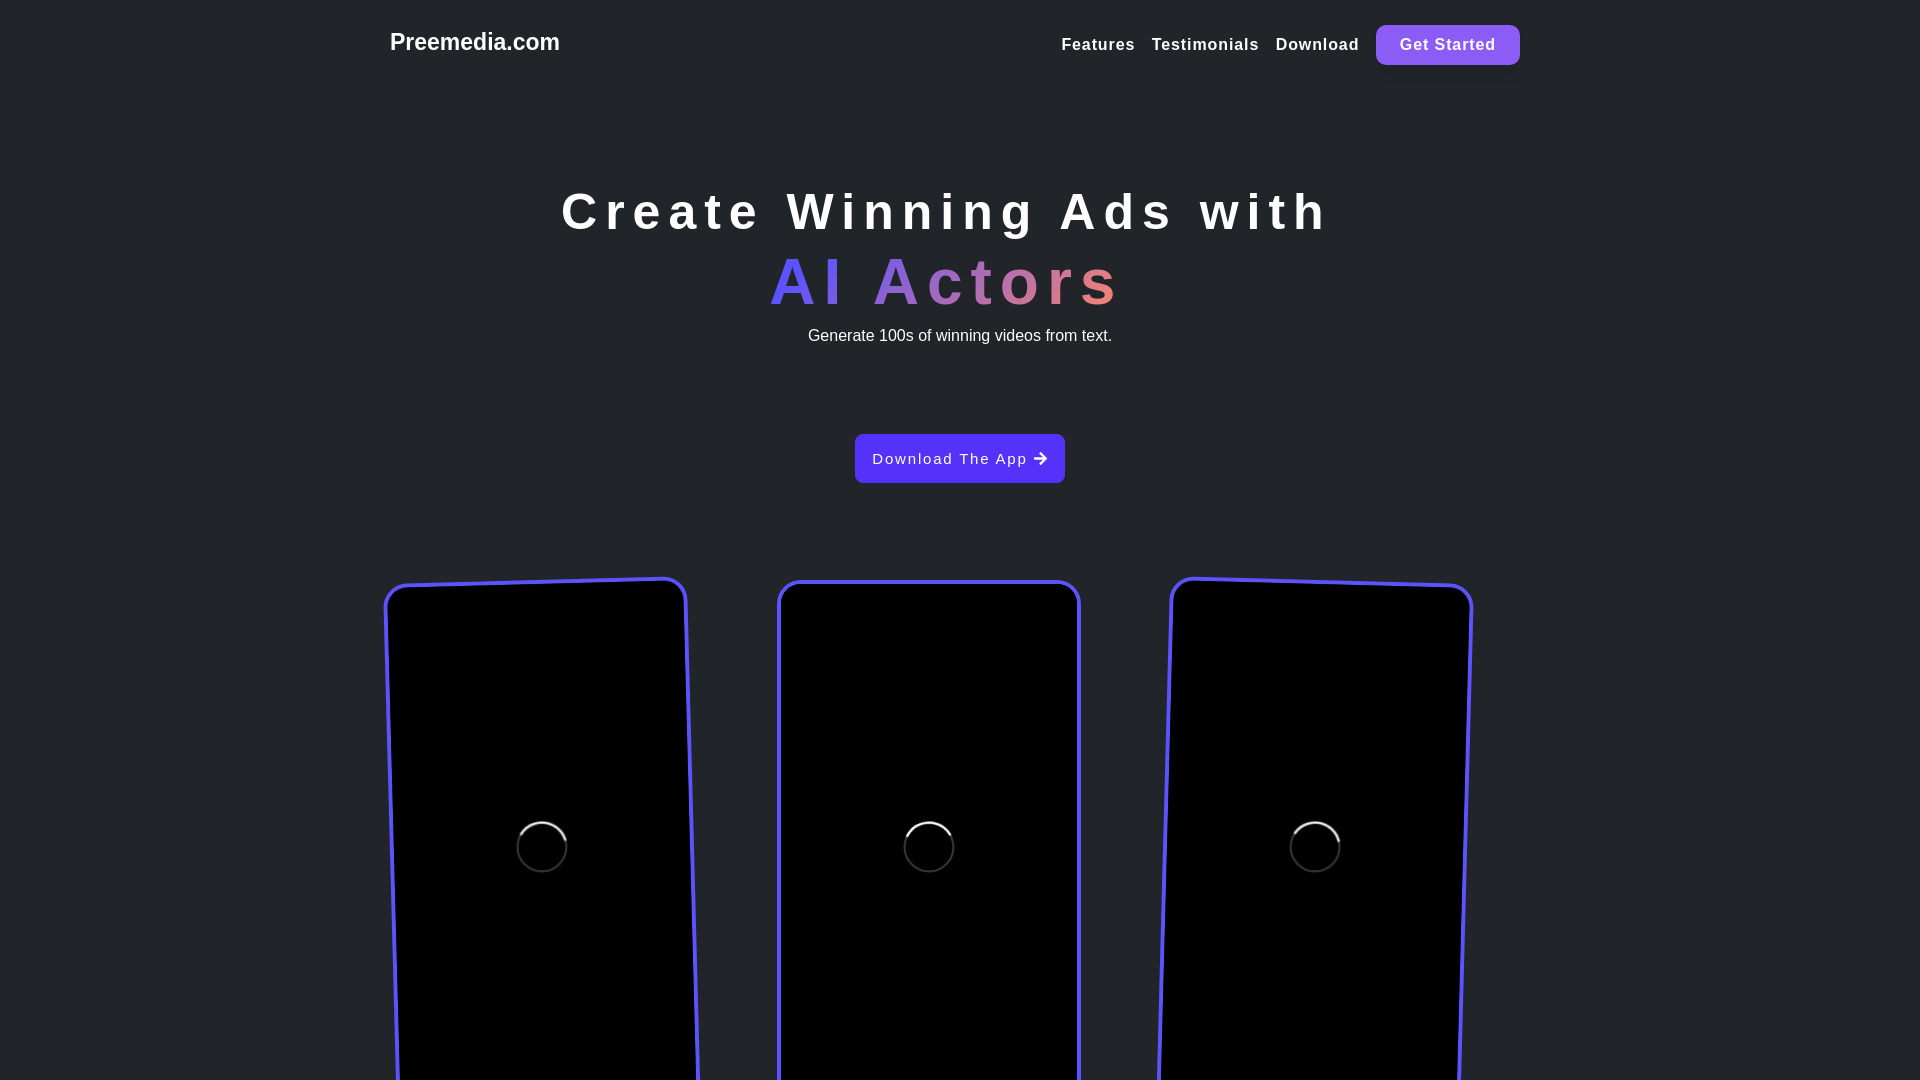 Preemedia.com
Features Testimonials Download Get Started
Create Winning Ads with
AI Actors
Generate 100s of winning videos from text.
Download The App